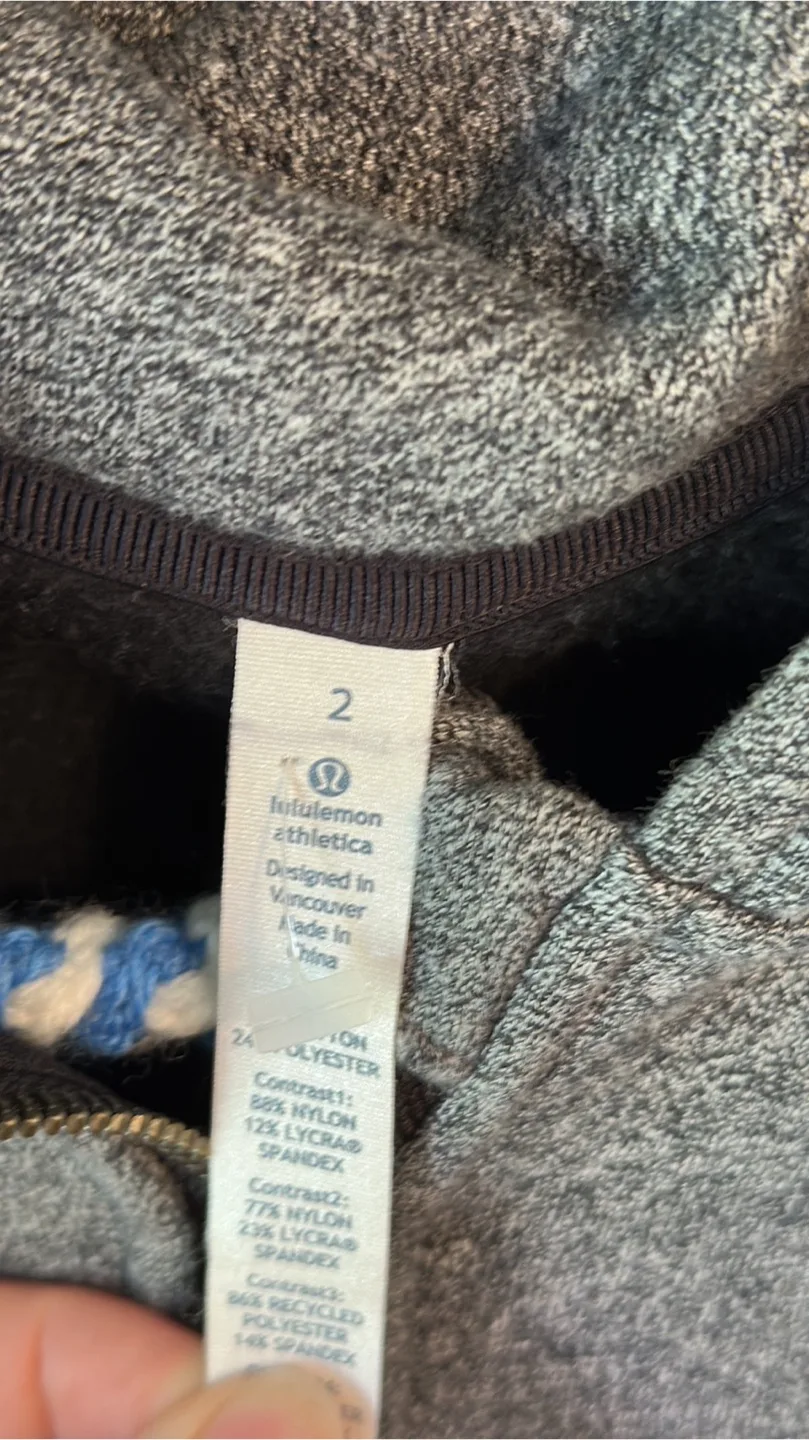 2
lululemon
athletica
Designed in
Vancouver
Made in
China
POLYESTER
Contrast1:
88% NYLON
12% LYCRA®
SPANDEX
Contrast2:
77% NYLON
23% LYCRA®
SPANDEX
Contrast3:
86% RECYCLED
POLYESTER
14% SPANDEX